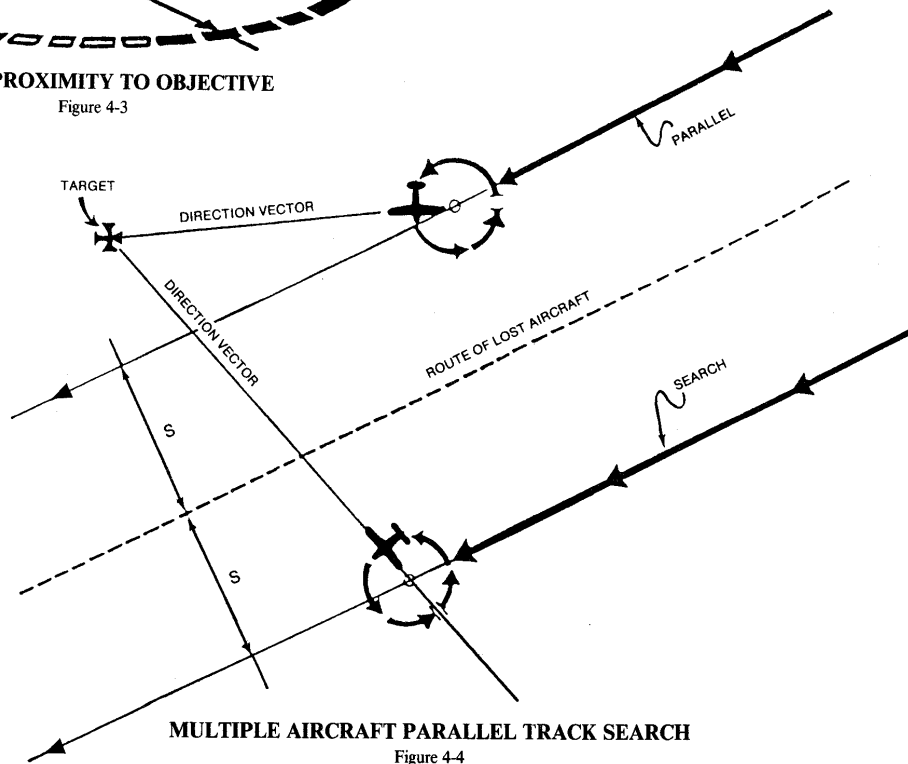 PROXIMITY TO OBJECTIVE
Figure 4-3
PARALLEL
TARGET
DIRECTION VECTOR
DIRECTION VECTOR
ROUTE OF LOST AIRCRAFT
SEARCH
S
S
MULTIPLE AIRCRAFT PARALLEL TRACK SEARCH
Figure 4-4